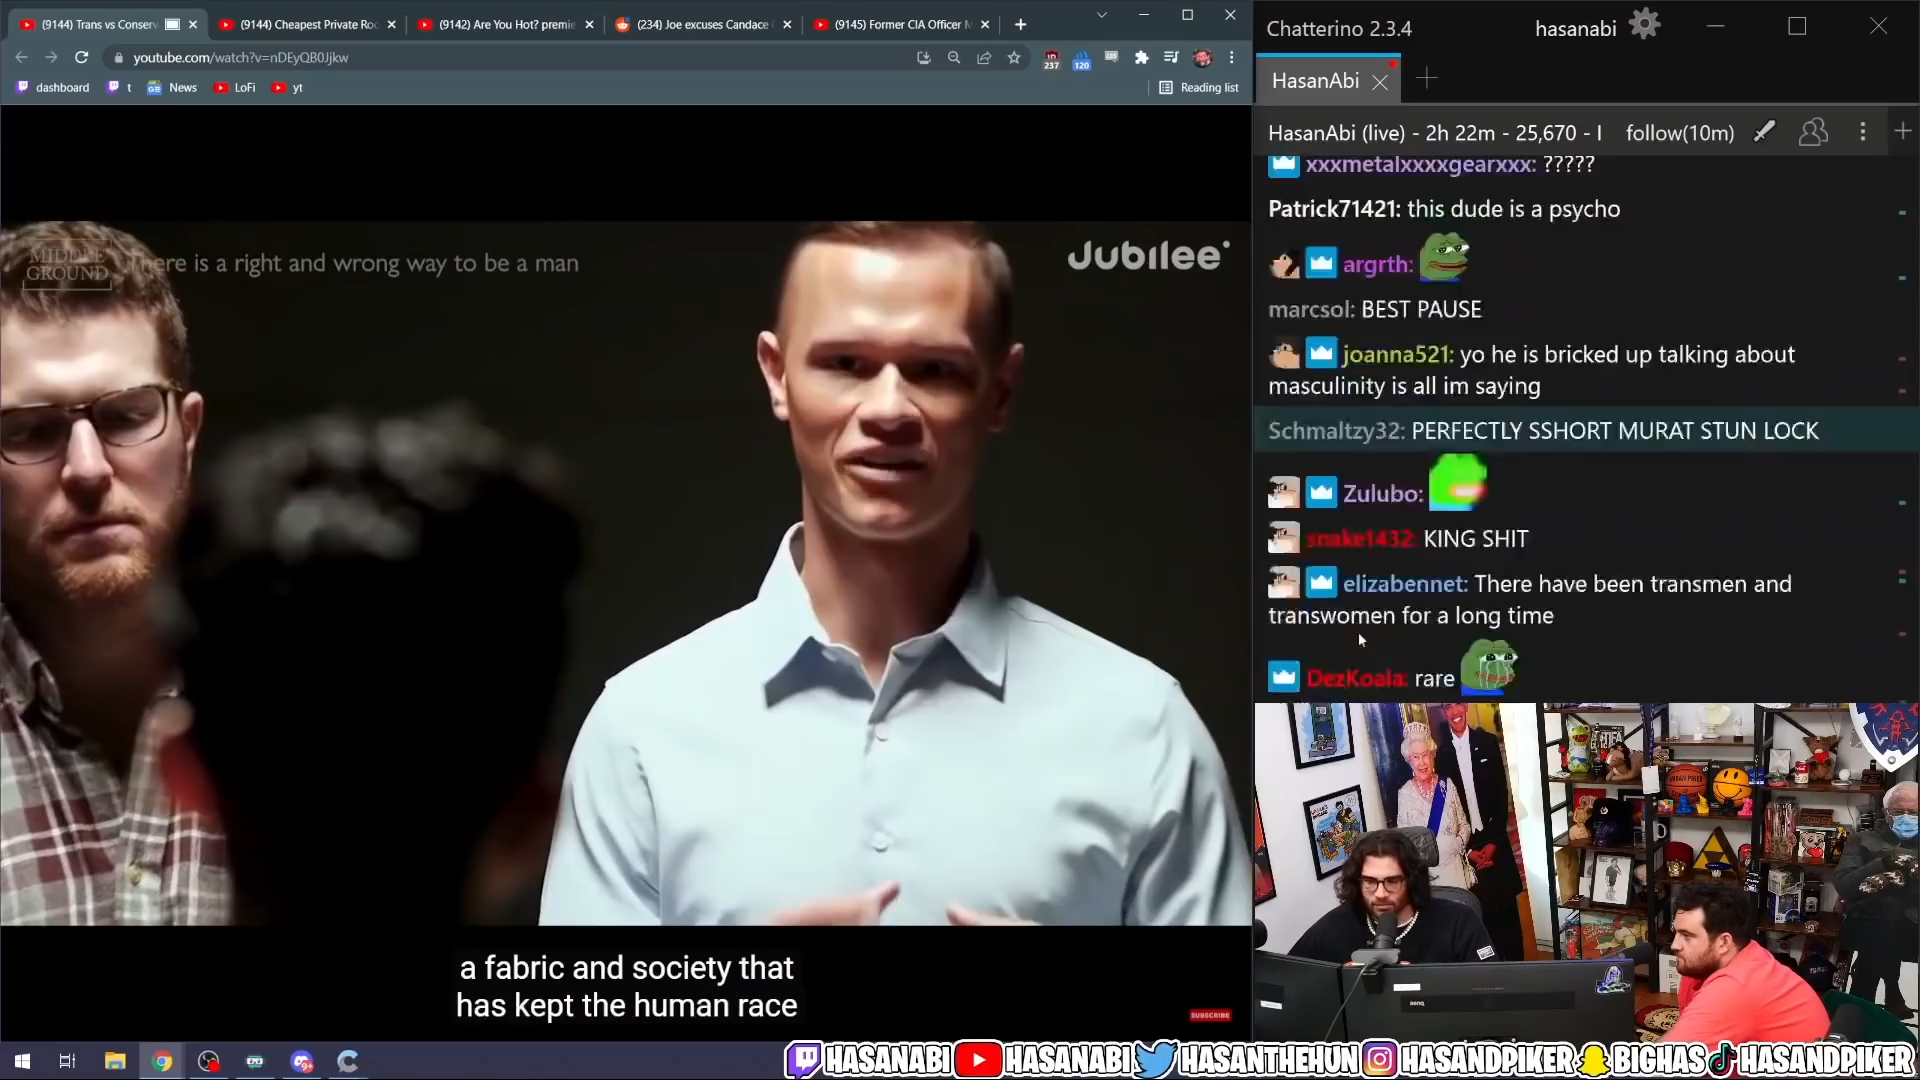 (9144) Trans vs Conserv
(9144) Cheapest Private Ro
(9142) Are You Hot? premie
(234) Joe excuses Candace
(9145) Former CIA Officer M
youtube.com/watch?v=nDEyQB0Jjkw
237
120
dashboard
t
News
LoFi
yt
Reading list
MIDDLE
GROUND
There is a right and wrong way to be a man
Jubilee
a fabric and society that
has kept the human race
SUBSCRIBE
Chatterino 2.3.4
hasanabi
HasanAbi
HasanAbi (live) - 2h 22m - 25,670 - I
follow(10m)
xxxmetalxxxxgearxxx: ?????
Patrick71421: this dude is a psycho
argrth:
marcsol: BEST PAUSE
joanna521: yo he is bricked up talking about
masculinity is all im saying
Schmaltzy32: PERFECTLY SSHORT MURAT STUN LOCK
Zulubo:
snake1432: KING SHIT
elizabennet: There have been transmen and
transwomen for a long time
DezKoala: rare
BenQ
HASANABI HASANABI HASANTHEHUN HASANDPIKER BIGHAS HASANDPIKER